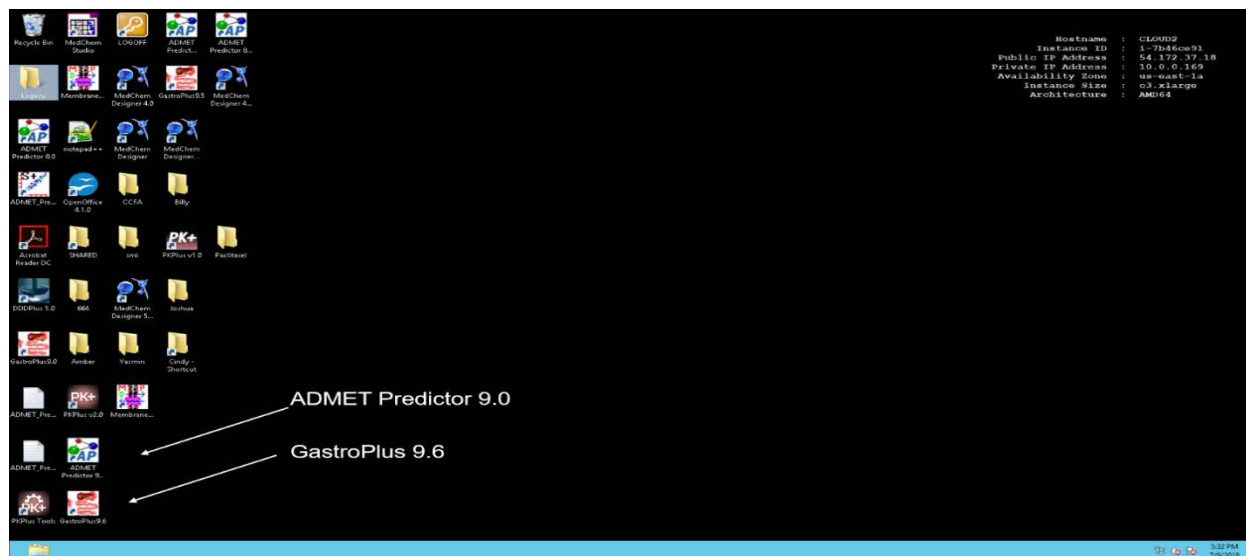 Recycle Bin
MedChem Studio
LOGOFF
ADMET Predict...
ADMET Predictor 8...
Legacy
Membrane...
MedChem Designer 4.0
GastroPlus9.5
MedChem Designer 4...
ADMET Predictor 8.0
notepad++
MedChem Designer
MedChem Designer...
ADMET_Pre...
OpenOffice 4.1.0
CCFA
Billy
Acrobat Reader DC
SHARED
smi
PKPlus v1.0
Paclitaxel
DDDPlus 5.0
664
MedChem Designer 5...
Joshua
GastroPlus9.0
Amber
Yasmin
Cindy - Shortcut
ADMET_Pre...
PKPlus v2.0
Membrane...
ADMET_Pre...
ADMET Predictor 9...
PKPlus Tools
GastroPlus9.6
ADMET Predictor 9.0
GastroPlus 9.6
Hostname : CLOUD2
Instance ID : i-7b46ce91
Public IP Address : 54.172.37.18
Private IP Address : 10.0.0.169
Availability Zone : us-east-1a
Instance Size : c3.xlarge
Architecture : AMD64
5:32 PM